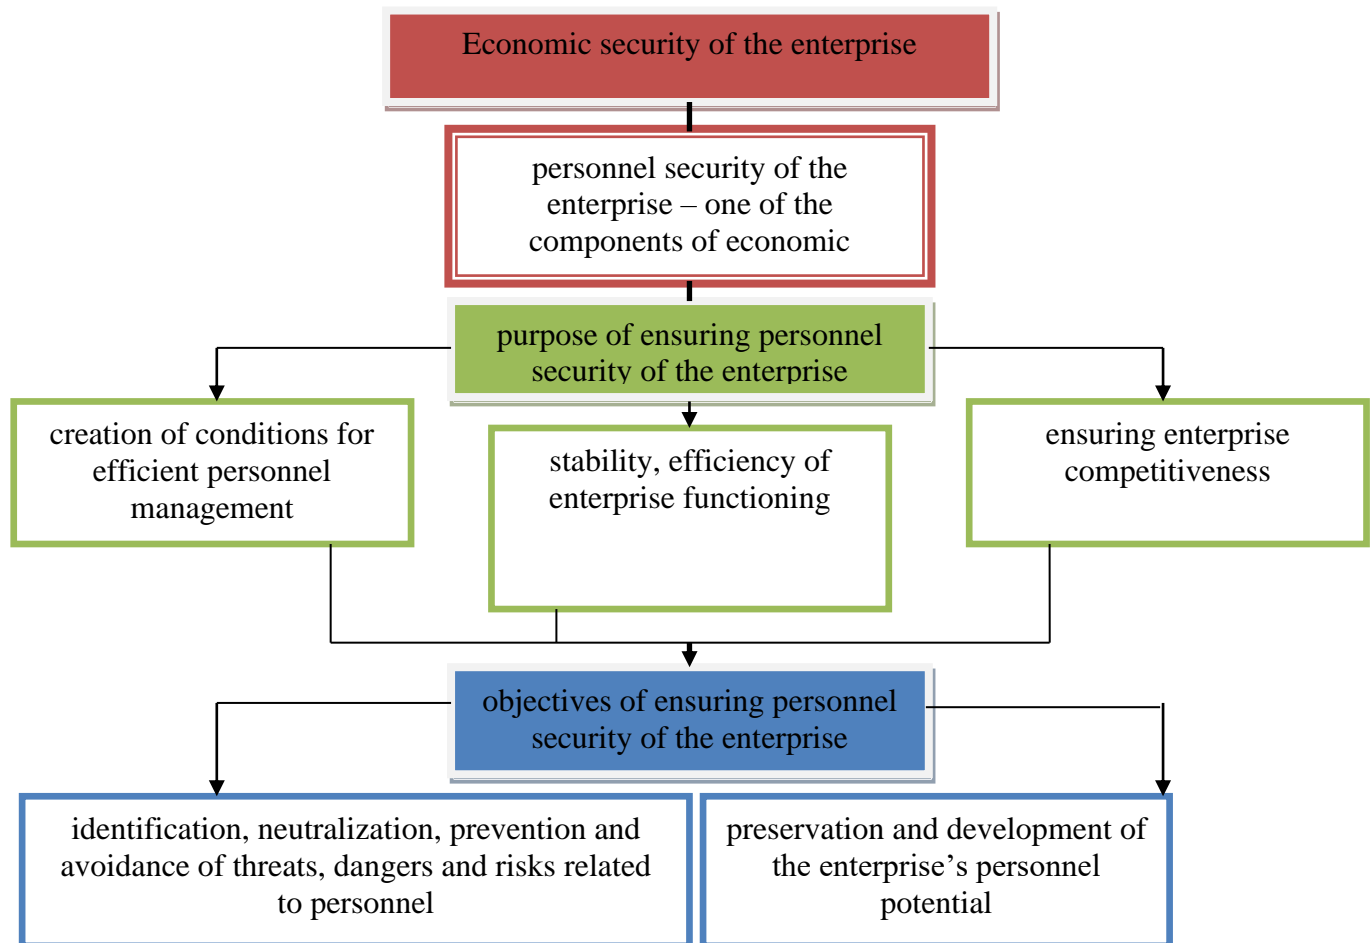 Economic security of the enterprise
personnel security of the
enterprise – one of the
components of economic
purpose of ensuring personnel
security of the enterprise
creation of conditions for
efficient personnel
management
stability, efficiency of
enterprise functioning
ensuring enterprise
competitiveness
objectives of ensuring personnel
security of the enterprise
identification, neutralization, prevention and
avoidance of threats, dangers and risks related
to personnel
preservation and development of
the enterprise’s personnel
potential